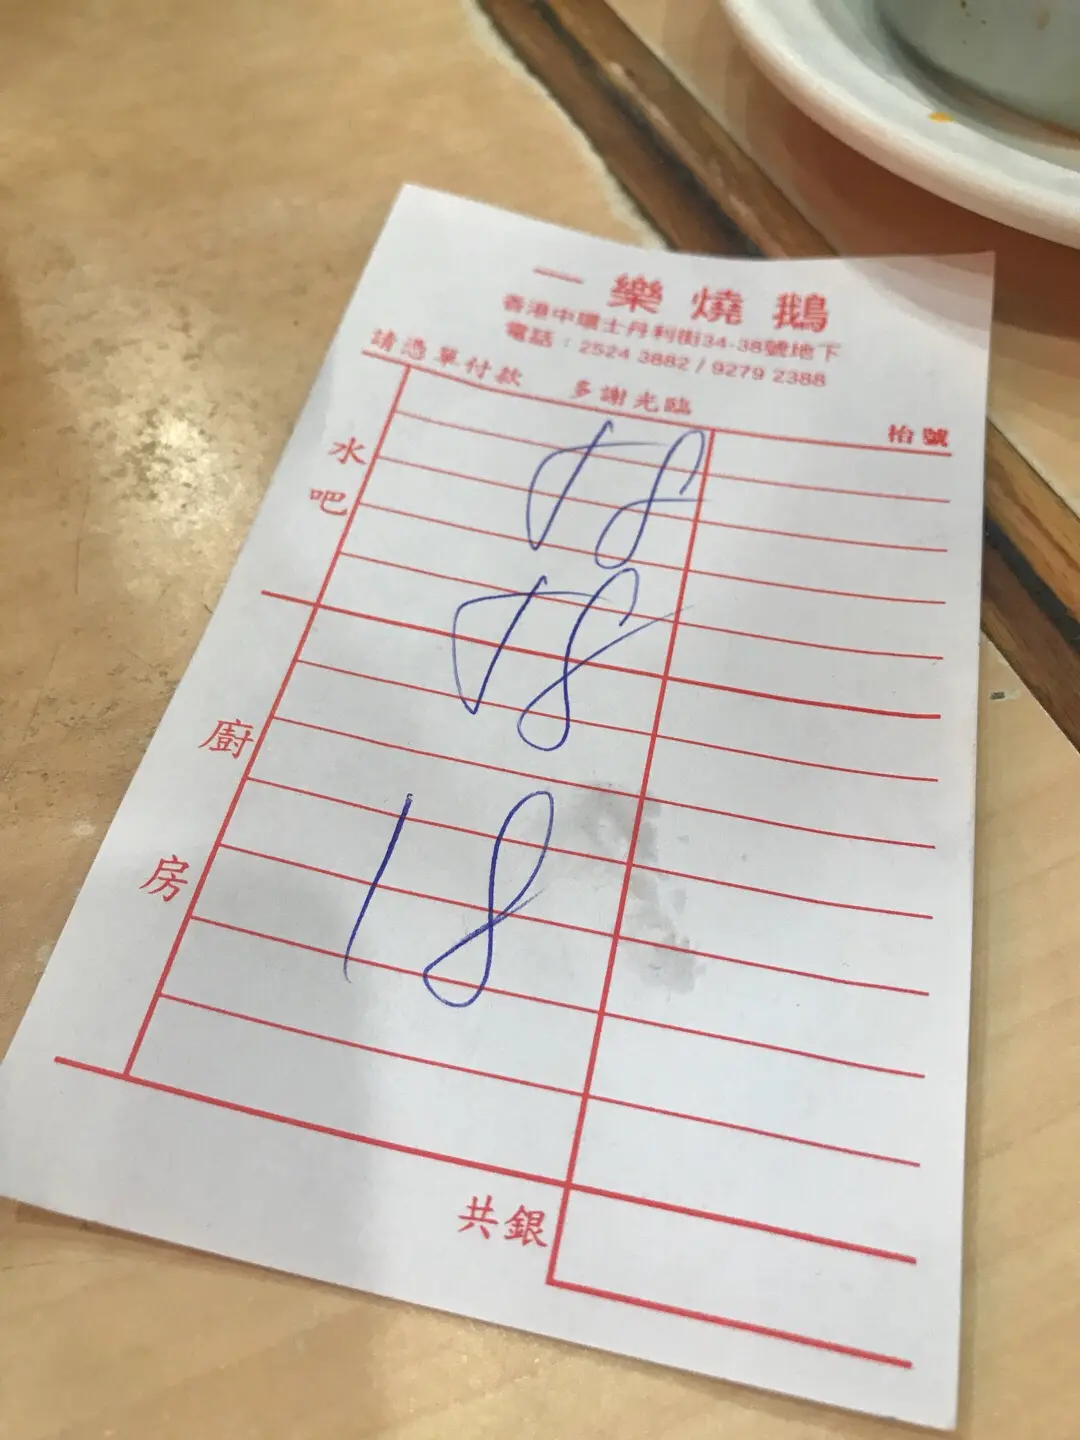 一樂燒鵝
香港中環士丹利街34-38號地下
電話：2524 3882 / 9279 2388
請憑單付款 多謝光臨
枱號
水吧
廚房
18
共銀